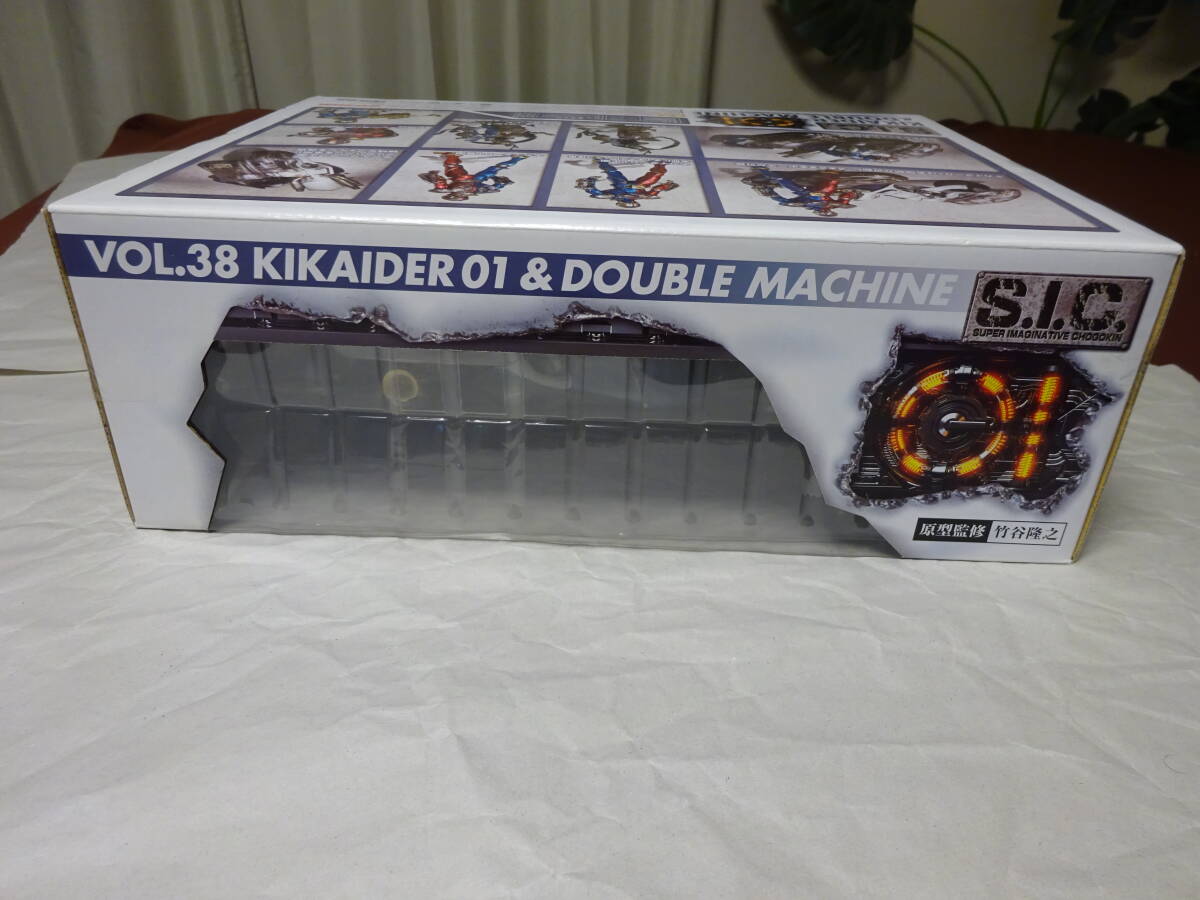 VOL.38 KIKAIDER 01 & DOUBLE MACHINE
S.I.C.
SUPER IMAGINATIVE CHOGOKIN
01
原型監修 竹谷隆之